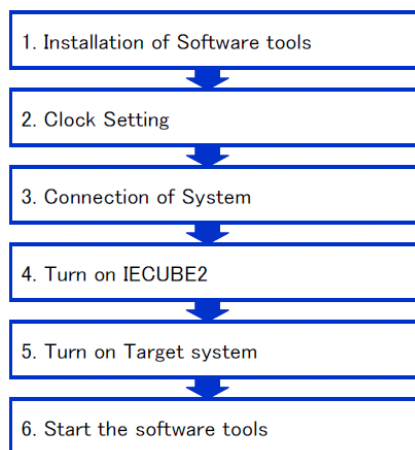 1. Installation of Software tools
2. Clock Setting
3. Connection of System
4. Turn on IECUBE2
5. Turn on Target system
6. Start the software tools